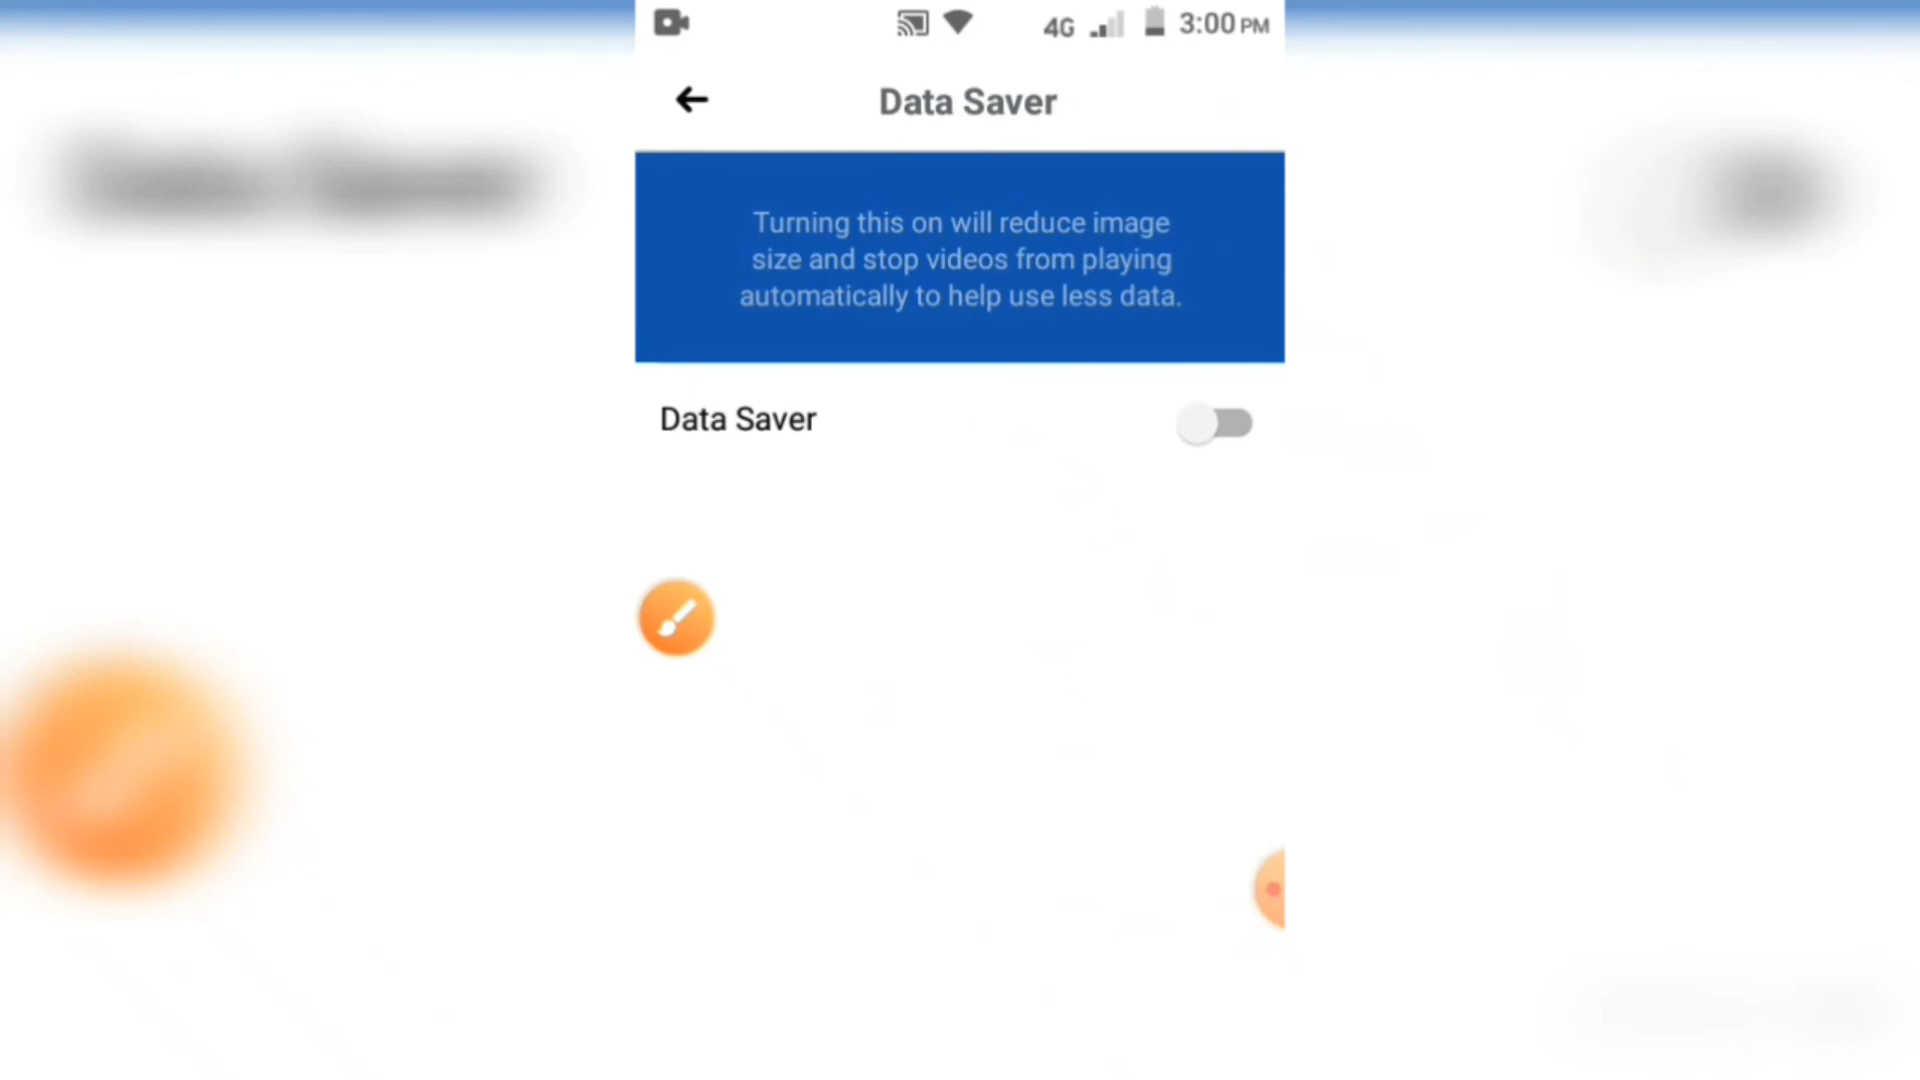 4G 3:00 PM
Data Saver
Turning this on will reduce image
size and stop videos from playing
automatically to help use less data.
Data Saver